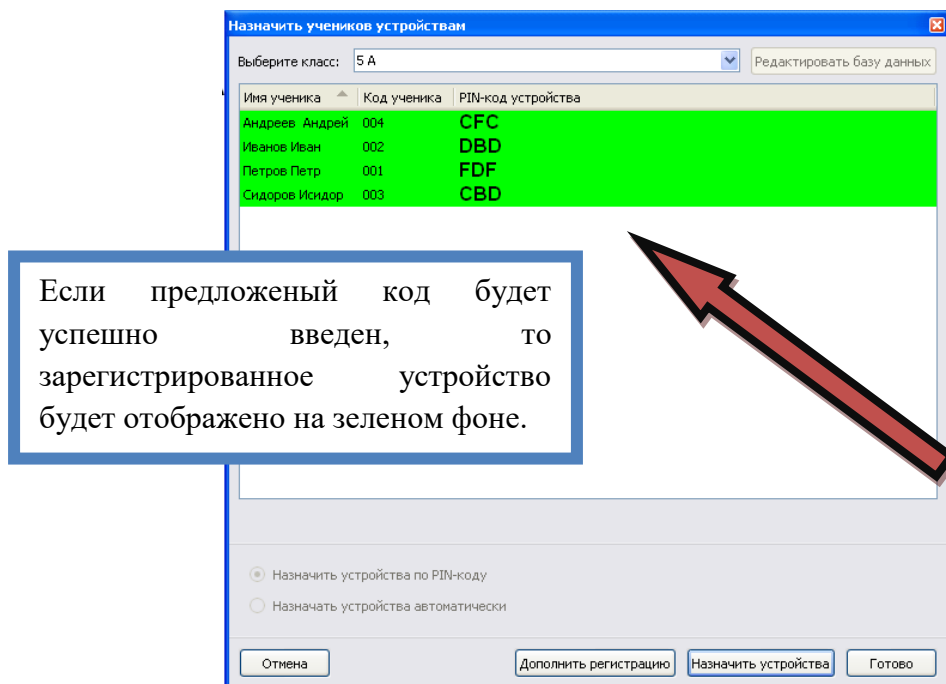 Назначить учеников устройствам
Выберите класс: 5 А Редактировать базу данных
Имя ученика Код ученика PIN-код устройства
Андреев Андрей 004 CFC
Иванов Иван 002 DBD
Петров Петр 001 FDF
Сидоров Исидор 003 CBD
Если предложеный код будет
успешно введен, то
зарегистрированное устройство
будет отображено на зеленом фоне.
Назначить устройства по PIN-коду
Назначать устройства автоматически
Отмена Дополнить регистрацию Назначить устройства Готово